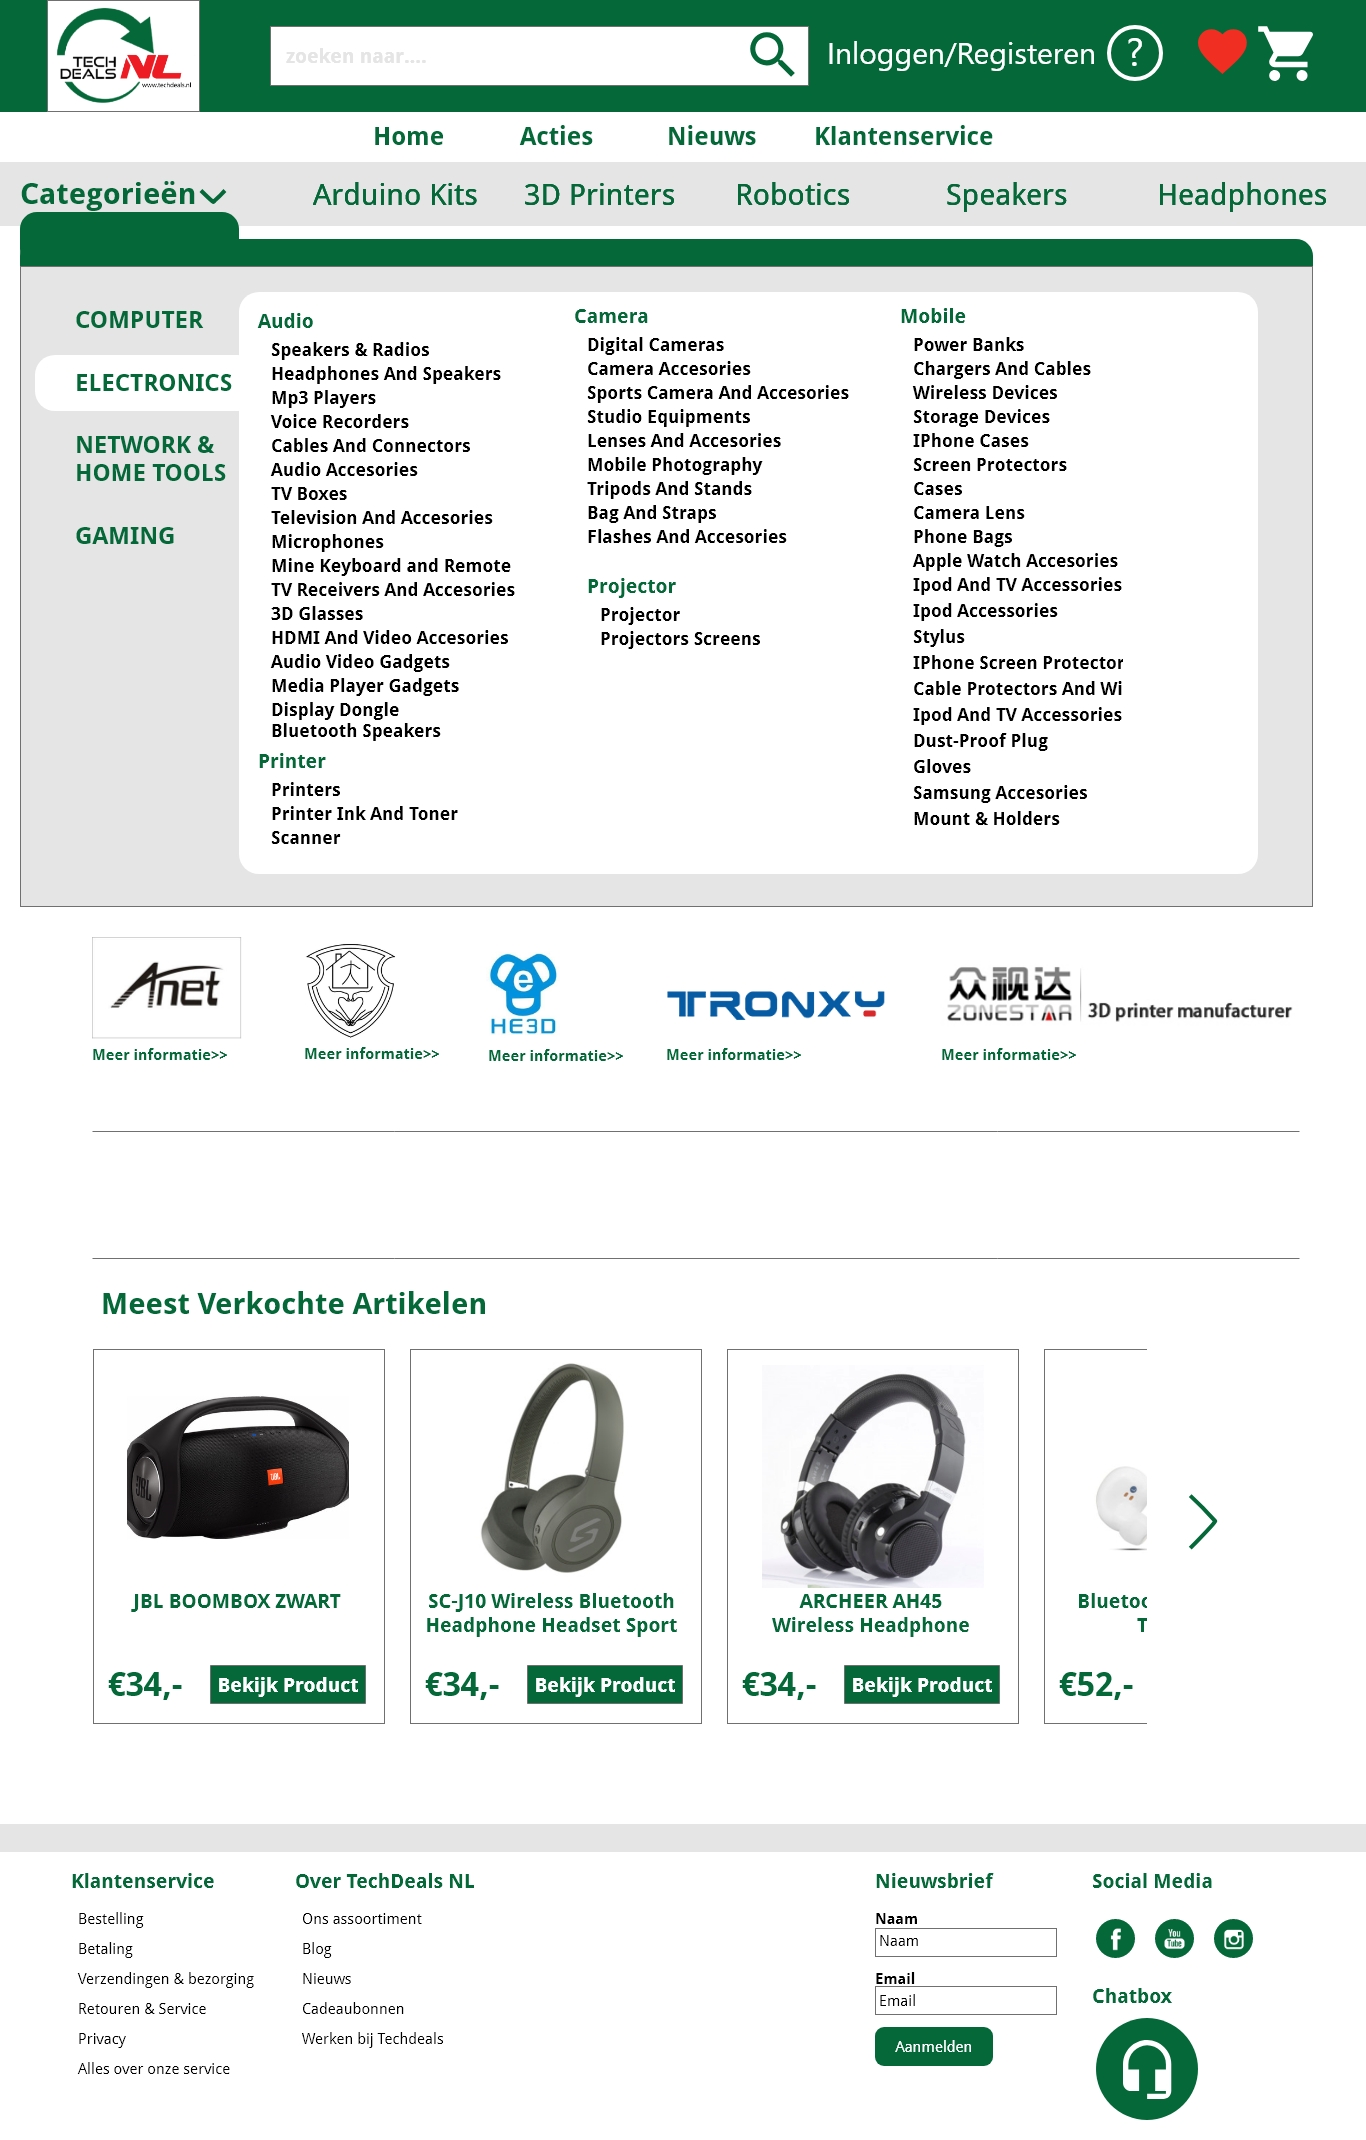 TECH
DEALS NL
www.techdeals.nl
zoeken naar....
Inloggen/Registeren
?
Home
Acties
Nieuws
Klantenservice
Categorieën
Arduino Kits
3D Printers
Robotics
Speakers
Headphones
COMPUTER
ELECTRONICS
NETWORK &
HOME TOOLS
GAMING
Audio
Speakers & Radios
Headphones And Speakers
Mp3 Players
Voice Recorders
Cables And Connectors
Audio Accesories
TV Boxes
Television And Accesories
Microphones
Mine Keyboard and Remote
TV Receivers And Accesories
3D Glasses
HDMI And Video Accesories
Audio Video Gadgets
Media Player Gadgets
Display Dongle
Bluetooth Speakers
Printer
Printers
Printer Ink And Toner
Scanner
Camera
Digital Cameras
Camera Accesories
Sports Camera And Accesories
Studio Equipments
Lenses And Accesories
Mobile Photography
Tripods And Stands
Bag And Straps
Flashes And Accesories
Projector
Projector
Projectors Screens
Mobile
Power Banks
Chargers And Cables
Wireless Devices
Storage Devices
IPhone Cases
Screen Protectors
Cases
Camera Lens
Phone Bags
Apple Watch Accesories
Ipod And TV Accessories
Ipod Accessories
Stylus
IPhone Screen Protector
Cable Protectors And Wi
Ipod And TV Accessories
Dust-Proof Plug
Gloves
Samsung Accesories
Mount & Holders
Anet
Meer informatie>>
Meer informatie>>
e
HE3D
Meer informatie>>
TRONXY
Meer informatie>>
众视达
ZONESTAR
3D printer manufacturer
Meer informatie>>
Meest Verkochte Artikelen
JBL
JBL
JBL BOOMBOX ZWART
€34,-
Bekijk Product
SC-J10 Wireless Bluetooth
Headphone Headset Sport
€34,-
Bekijk Product
ARCHEER AH45
Wireless Headphone
€34,-
Bekijk Product
Bluetoo
T
€52,-
Klantenservice
Bestelling
Betaling
Verzendingen & bezorging
Retouren & Service
Privacy
Alles over onze service
Over TechDeals NL
Ons assoortiment
Blog
Nieuws
Cadeaubonnen
Werken bij Techdeals
Nieuwsbrief
Naam
Naam
Email
Email
Aanmelden
Social Media
f
You
Tube
Chatbox